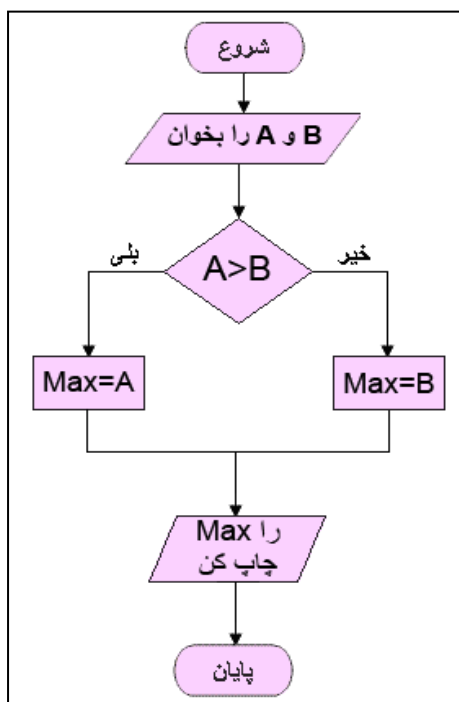 شروع
A و B را بخوان
A>B
بلی
خیر
Max=A
Max=B
Max را
چاپ کن
پایان